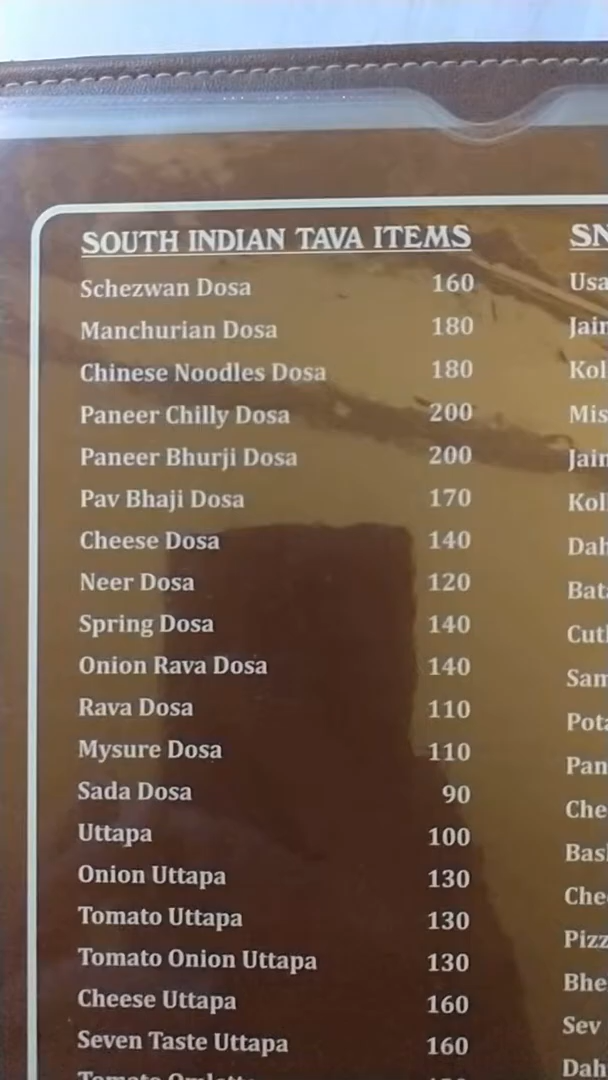 SOUTH INDIAN TAVA ITEMS
Schezwan Dosa 160
Manchurian Dosa 180
Chinese Noodles Dosa 180
Paneer Chilly Dosa 200
Paneer Bhurji Dosa 200
Pav Bhaji Dosa 170
Cheese Dosa 140
Neer Dosa 120
Spring Dosa 140
Onion Rava Dosa 140
Rava Dosa 110
Mysure Dosa 110
Sada Dosa 90
Uttapa 100
Onion Uttapa 130
Tomato Uttapa 130
Tomato Onion Uttapa 130
Cheese Uttapa 160
Seven Taste Uttapa 160
Tomato
Sev